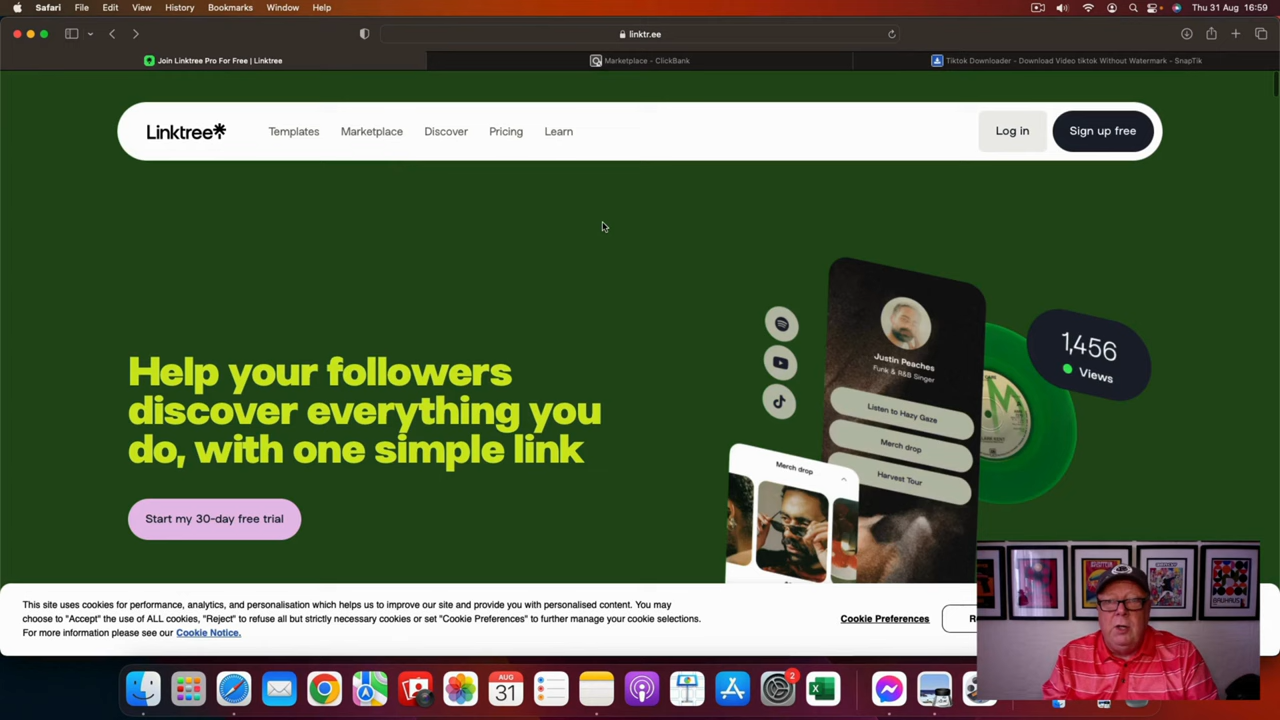 Safari File Edit View History Bookmarks Window Help Thu 31 Aug 16:59
linktr.ee
Join Linktree Pro For Free | Linktree Marketplace - ClickBank Tiktok Downloader - Download Video tiktok Without Watermark - SnapTik
Linktree* Templates Marketplace Discover Pricing Learn Log in Sign up free
Help your followers
discover everything you
do, with one simple link
Start my 30-day free trial
Justin Peaches
Funk & R&B Singer
Listen to Hazy Gaze
Merch drop
Harvest Tour
1,456
Views
Merch drop
This site uses cookies for performance, analytics, and personalisation which helps us to improve our site and provide you with personalised content. You may
choose to "Accept" the use of ALL cookies, "Reject" to refuse all but strictly necessary cookies or set "Cookie Preferences" to further manage your cookie selections.
For more information please see our Cookie Notice.
Cookie Preferences
AUG
31
2